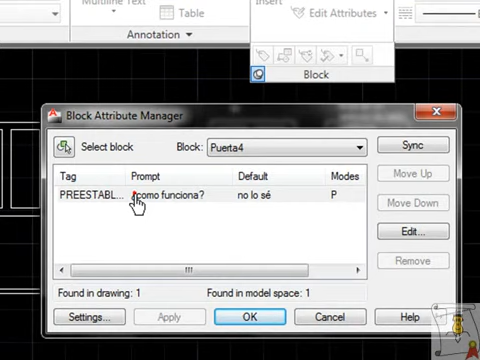 Multiline Text
Table
Annotation
Insert
Edit Attributes
Block
Block Attribute Manager
Select block
Block:
Puerta4
Sync
Tag
Prompt
Default
Modes
PREESTABL...
¿como funciona?
no lo sé
P
Move Up
Move Down
Edit...
Remove
Found in drawing: 1
Found in model space: 1
Settings...
Apply
OK
Cancel
Help